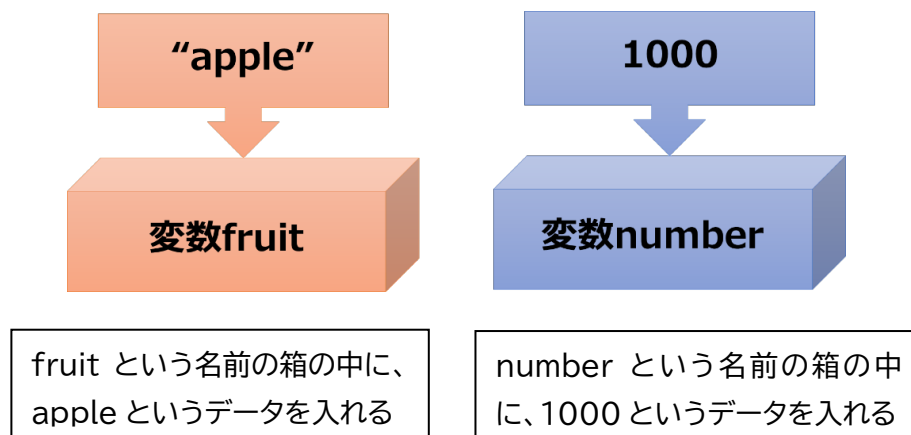 “apple”
1000
変数fruit
変数number
fruit という名前の箱の中に、
apple というデータを入れる
number という名前の箱の中
に、1000 というデータを入れる